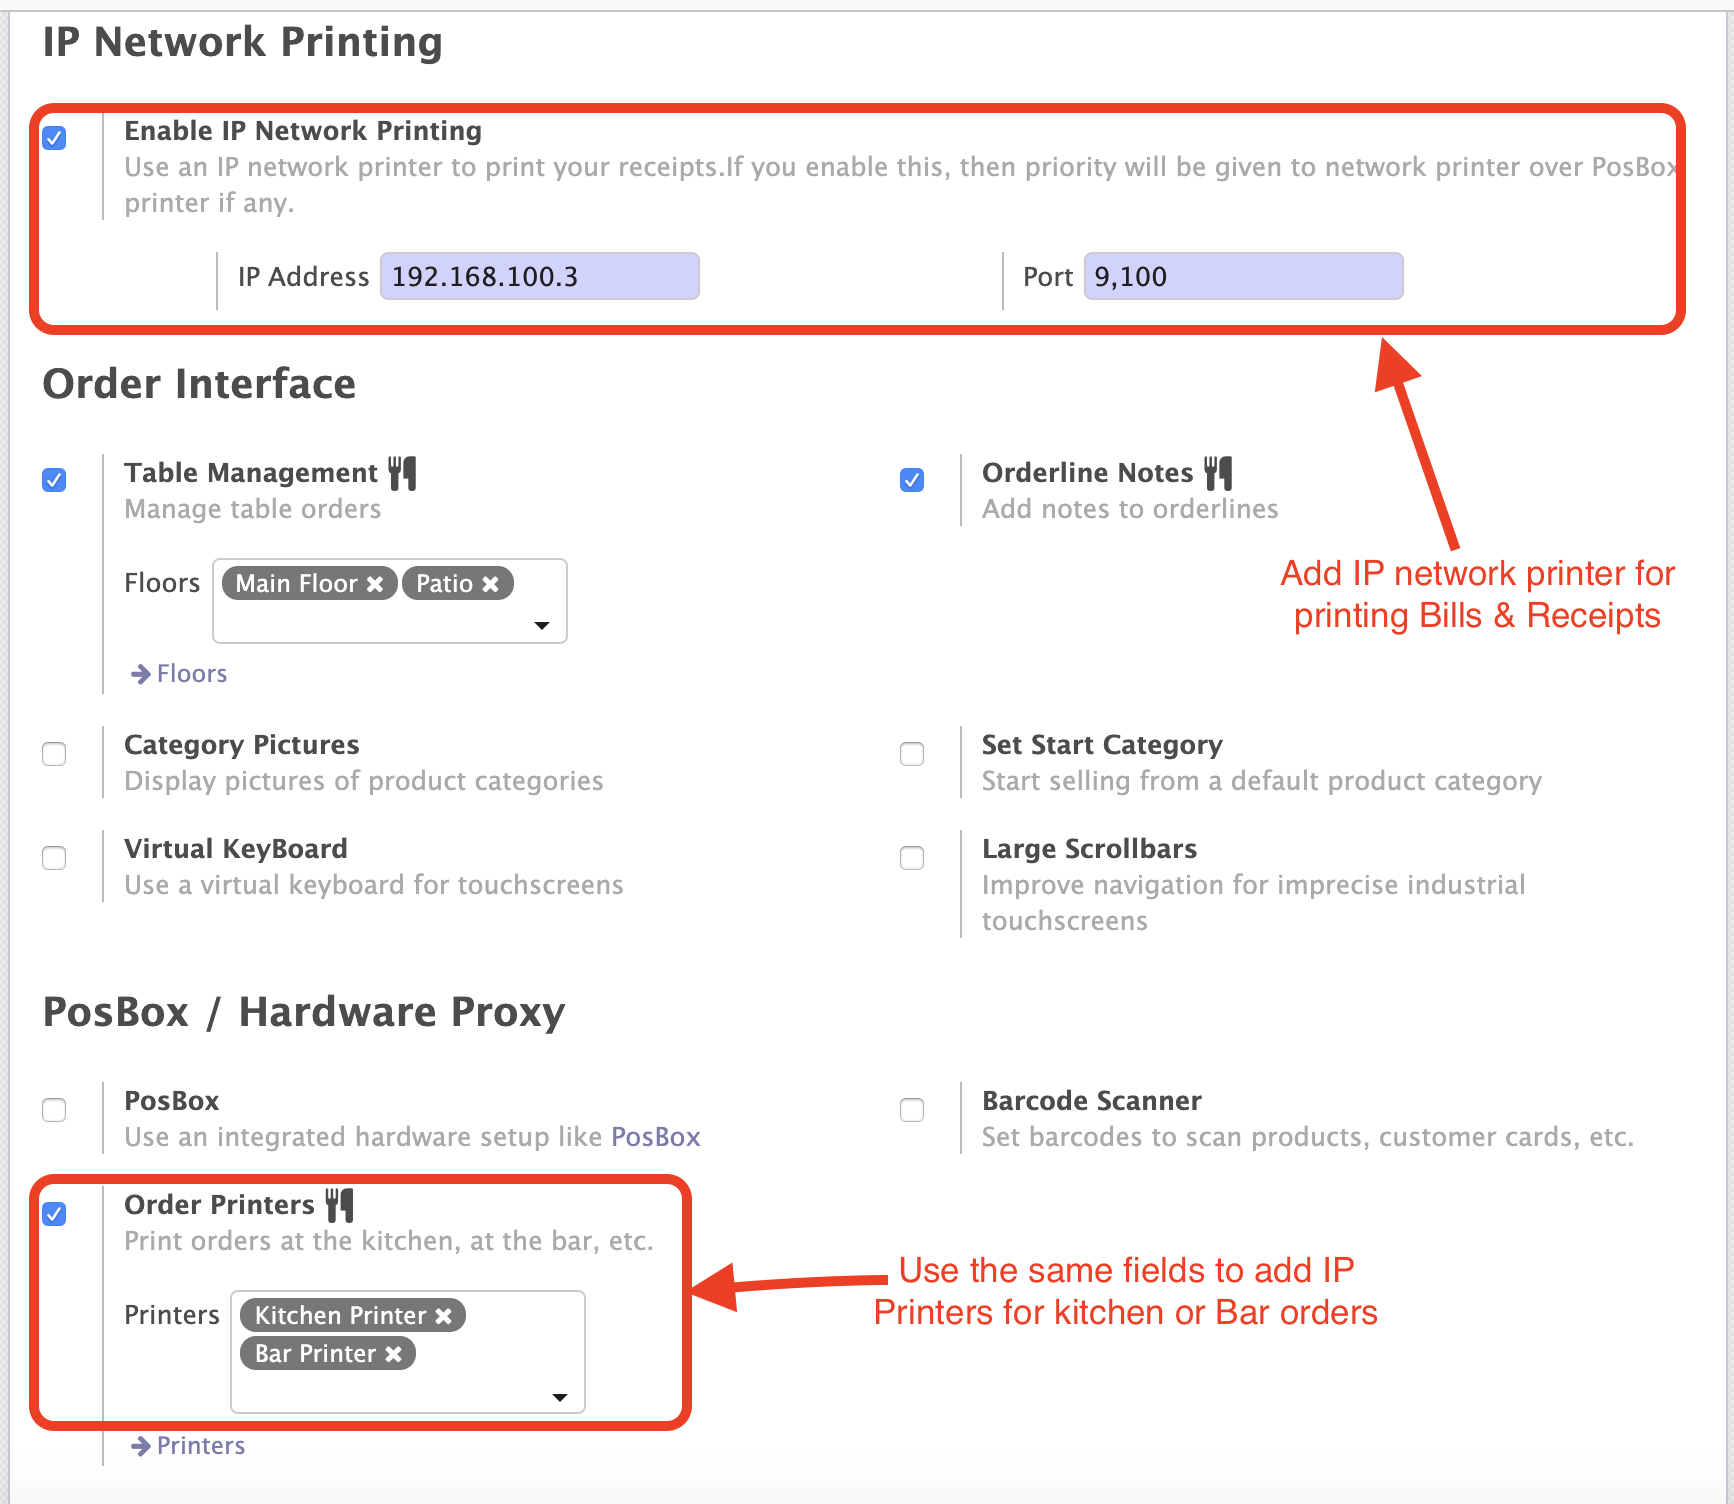 IP Network Printing
Enable IP Network Printing
Use an IP network printer to print your receipts.If you enable this, then priority will be given to network printer over PosBox
printer if any.
IP Address 192.168.100.3
Port 9,100
Order Interface
Table Management
Manage table orders
Orderline Notes
Add notes to orderlines
Add IP network printer for
printing Bills & Receipts
Floors Main Floor Patio
Floors
Category Pictures
Display pictures of product categories
Set Start Category
Start selling from a default product category
Virtual KeyBoard
Use a virtual keyboard for touchscreens
Large Scrollbars
Improve navigation for imprecise industrial
touchscreens
PosBox / Hardware Proxy
PosBox
Use an integrated hardware setup like PosBox
Barcode Scanner
Set barcodes to scan products, customer cards, etc.
Order Printers
Print orders at the kitchen, at the bar, etc.
Printers Kitchen Printer
Bar Printer
Use the same fields to add IP
Printers for kitchen or Bar orders
Printers